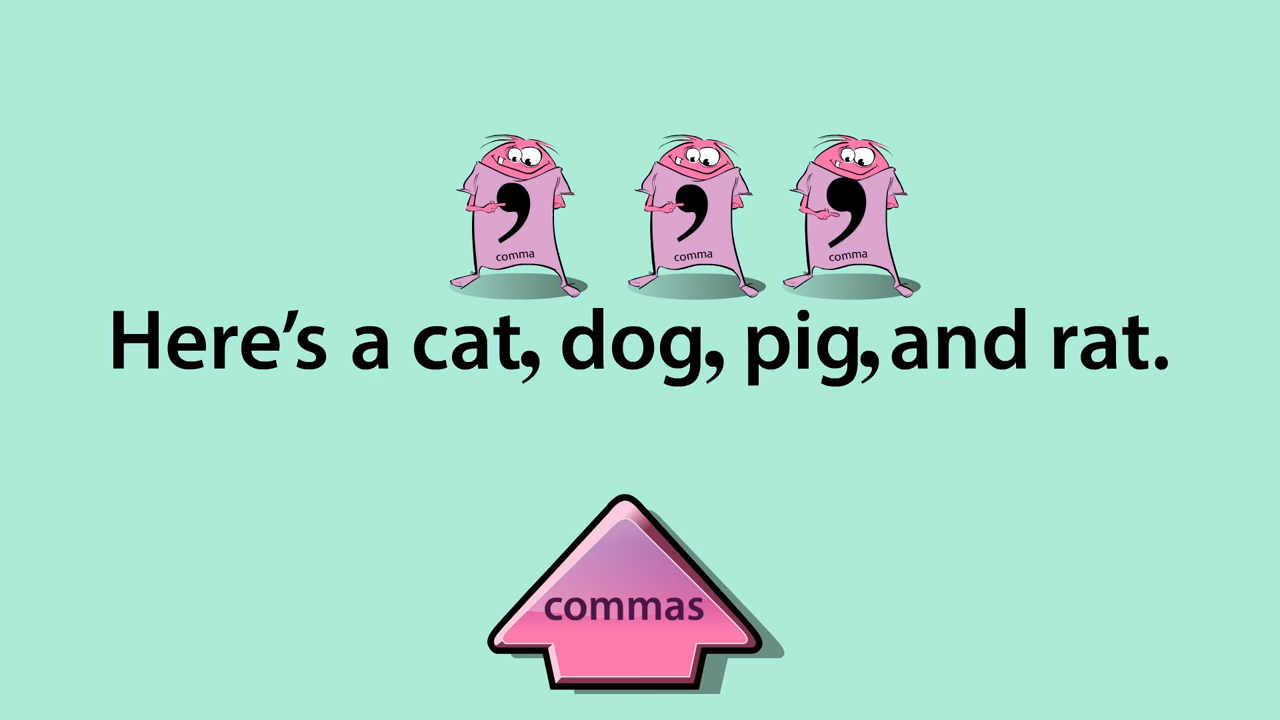 , , ,
comma comma comma
Here’s a cat, dog, pig, and rat.
commas